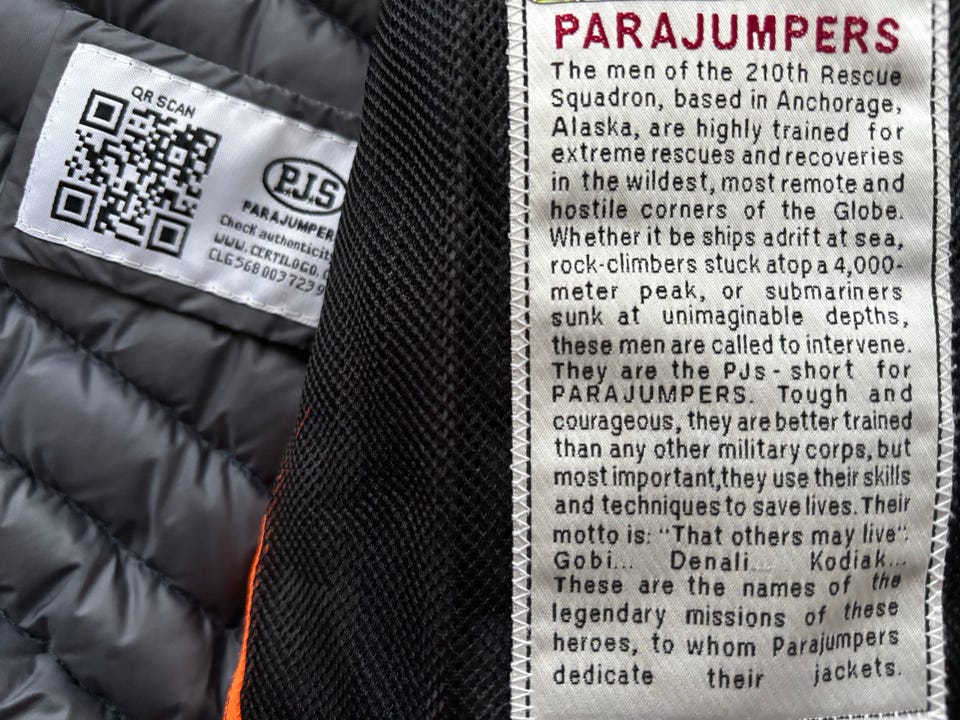 QR SCAN
P.J.S
PARAJUMPER
Check authenticity
WWW.CERTILOGO.
CLG 568 003 723 9
PARAJUMPERS
The men of the 210th Rescue
Squadron, based in Anchorage,
Alaska, are highly trained for
extreme rescues and recoveries
in the wildest, most remote and
hostile corners of the Globe.
Whether it be ships adrift at sea,
rock-climbers stuck atop a 4,000-
meter peak, or submariners
sunk at unimaginable depths,
these men are called to intervene.
They are the PJs - short for
PARAJUMPERS. Tough and
courageous, they are better trained
than any other military corps, but
most important,they use their skills
and techniques to save lives. Their
motto is: "That others may live".
Gobi... Denali... Kodiak...
These are the names of the
legendary missions of these
heroes, to whom Parajumpers
dedicate their jackets.